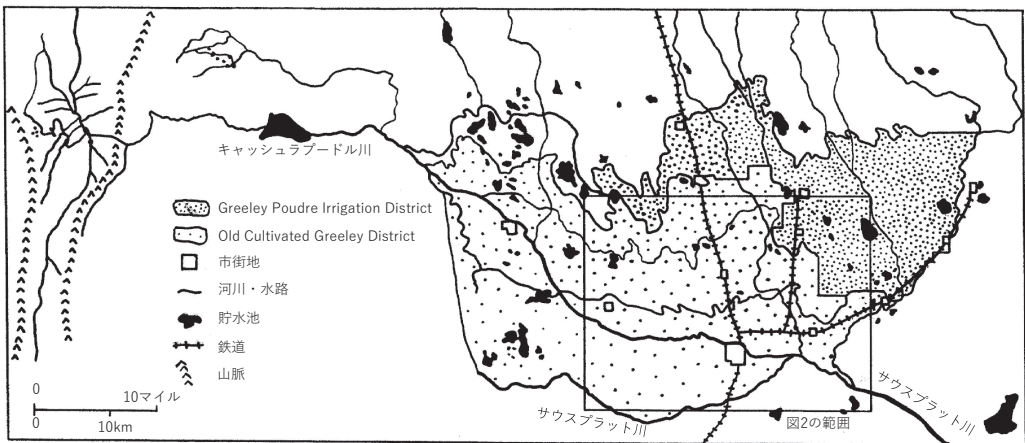 キャッシュラプードル川
Greeley Poudre Irrigation District
Old Cultivated Greeley District
市街地
河川・水路
貯水池
鉄道
山脈
0
10マイル
0
10km
サウスプラット川
図2の範囲
サウスプラット川